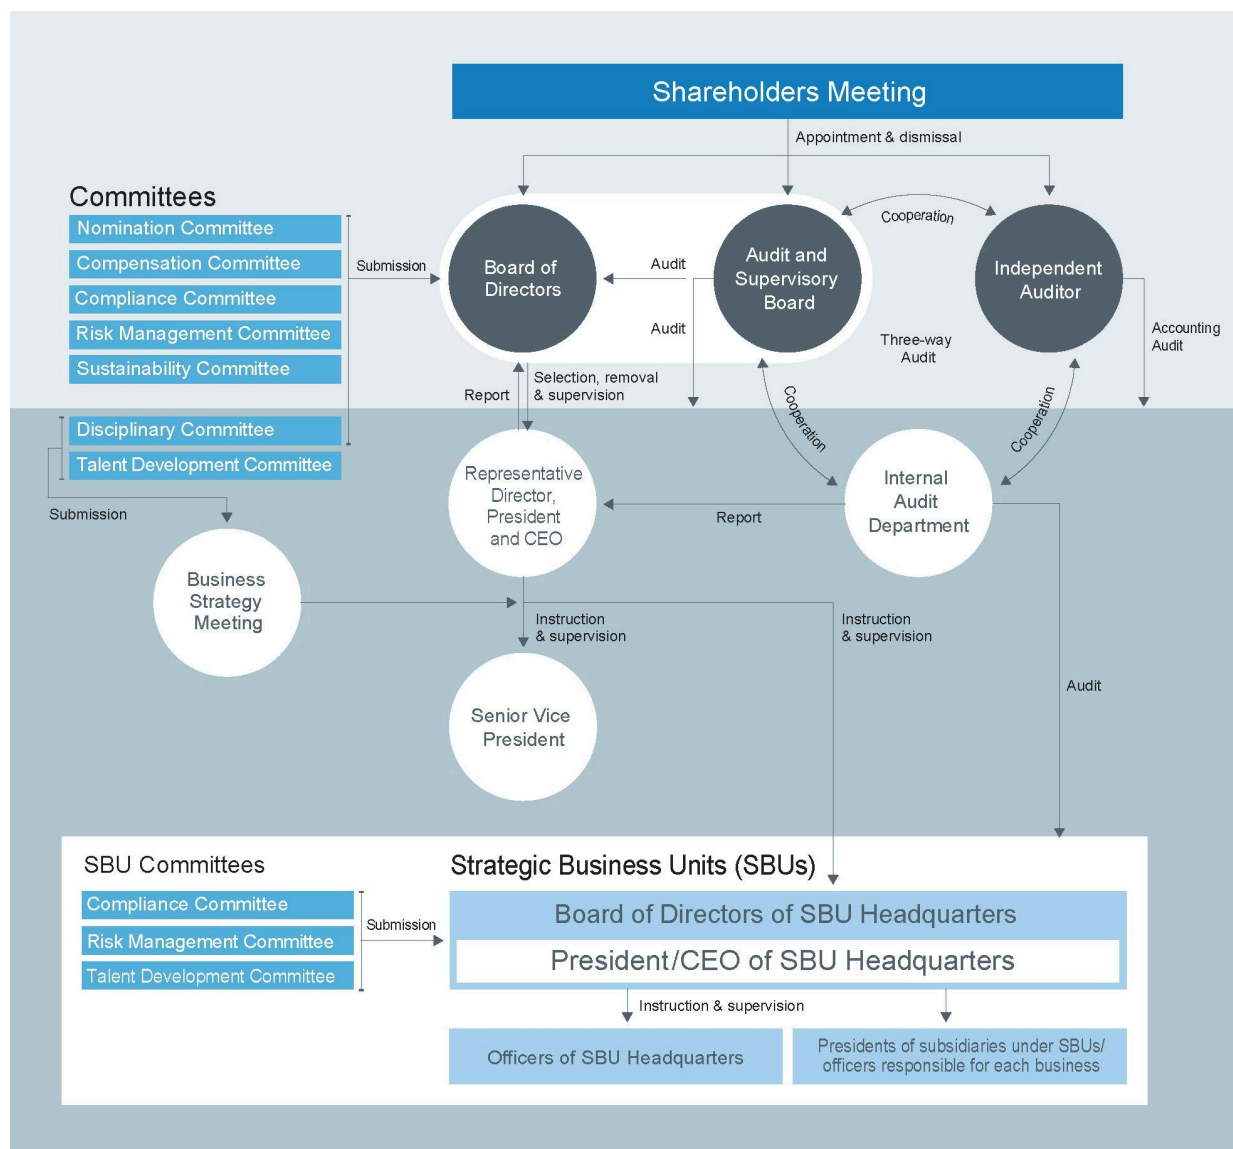 Shareholders Meeting
Appointment & dismissal
Committees
Nomination Committee
Compensation Committee
Compliance Committee
Risk Management Committee
Sustainability Committee
Disciplinary Committee
Talent Development Committee
Submission
Submission
Board of
Directors
Audit
Audit
Audit and
Supervisory
Board
Cooperation
Independent
Auditor
Three-way
Audit
Accounting
Audit
Report
Selection, removal
& supervision
Cooperation
Cooperation
Representative
Director,
President
and CEO
Report
Internal
Audit
Department
Business
Strategy
Meeting
Instruction
& supervision
Instruction
& supervision
Audit
Senior Vice
President
SBU Committees
Compliance Committee
Risk Management Committee
Talent Development Committee
Submission
Strategic Business Units (SBUs)
Board of Directors of SBU Headquarters
President/CEO of SBU Headquarters
Instruction & supervision
Officers of SBU Headquarters
Presidents of subsidiaries under SBUs/
officers responsible for each business